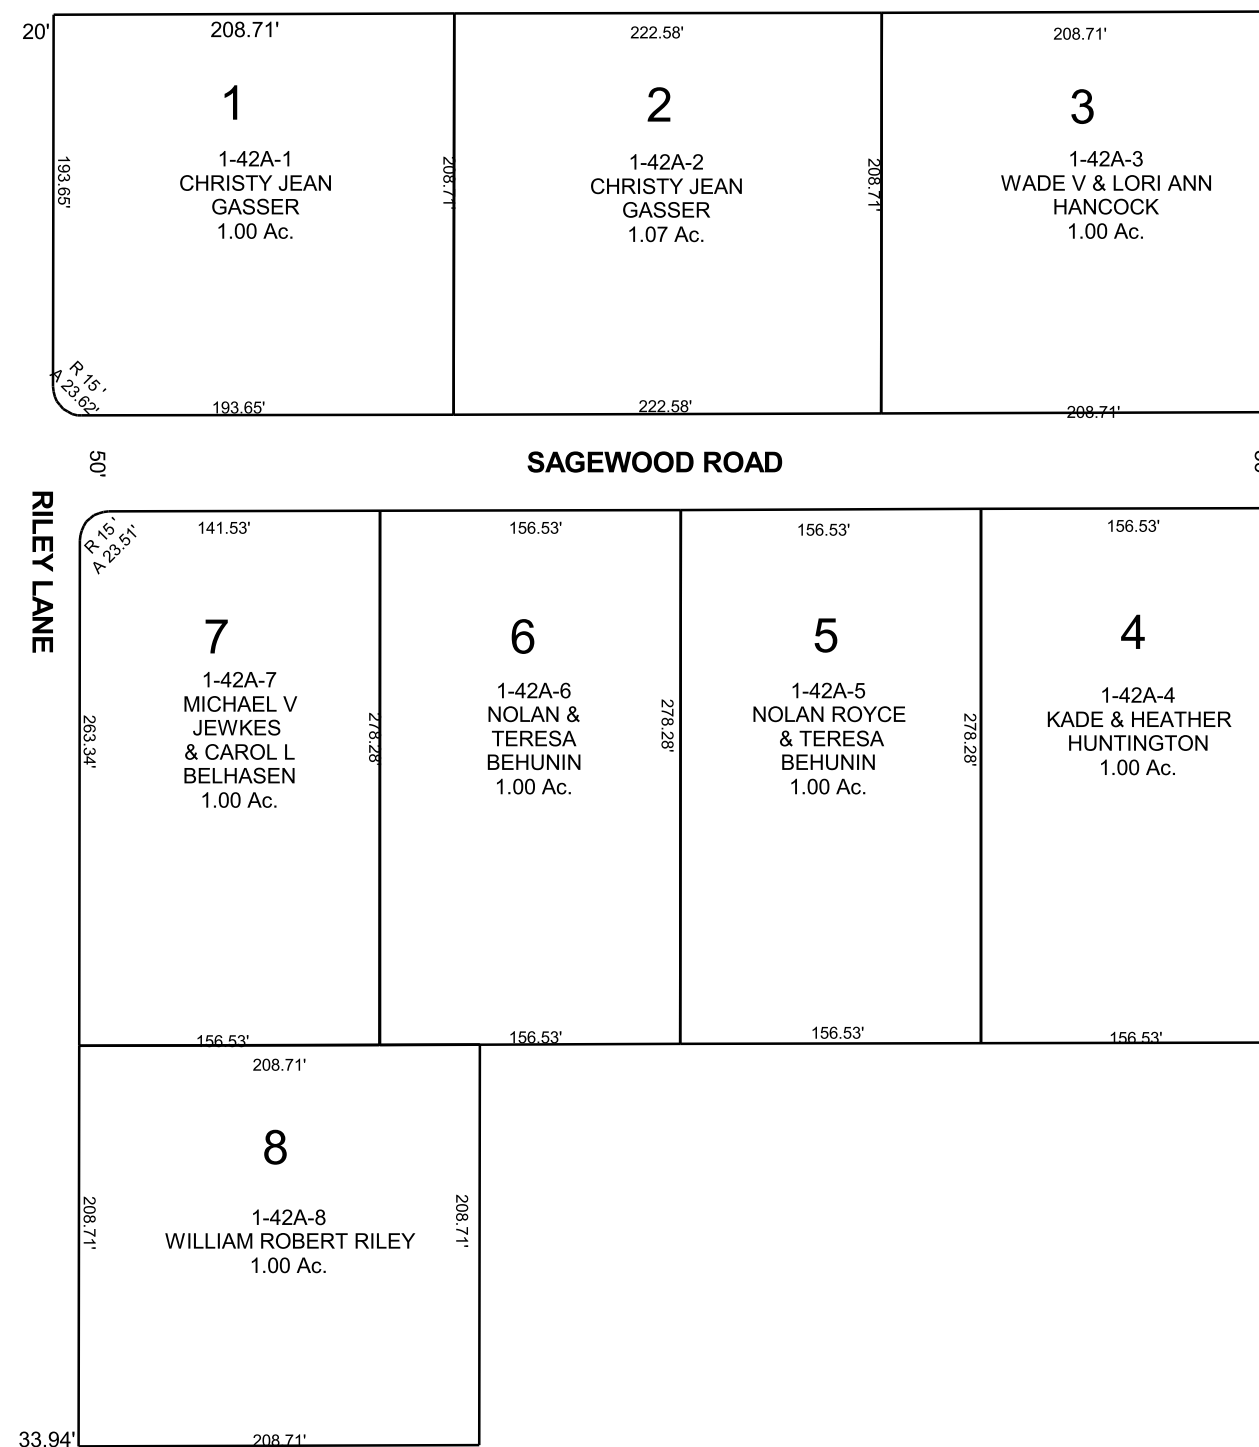 20'
208.71'
222.58'
208.71'
1
1-42A-1
CHRISTY JEAN
GASSER
1.00 Ac.
193.65'
208.71'
2
1-42A-2
CHRISTY JEAN
GASSER
1.07 Ac.
208.71'
3
1-42A-3
WADE V & LORI ANN
HANCOCK
1.00 Ac.
R 15 '
A 23.62'
193.65'
222.58'
208.71'
50'
SAGEWOOD ROAD
RILEY LANE
R 15 '
A 23.51'
141.53'
156.53'
156.53'
156.53'
7
1-42A-7
MICHAEL V
JEWKES
& CAROL L
BELHASEN
1.00 Ac.
263.34'
278.28'
6
1-42A-6
NOLAN &
TERESA
BEHUNIN
1.00 Ac.
278.28'
5
1-42A-5
NOLAN ROYCE
& TERESA
BEHUNIN
1.00 Ac.
278.28'
4
1-42A-4
KADE & HEATHER
HUNTINGTON
1.00 Ac.
156.53'
156.53'
156.53'
156.53'
208.71'
8
1-42A-8
WILLIAM ROBERT RILEY
1.00 Ac.
208.71'
208.71'
33.94'
208.71'